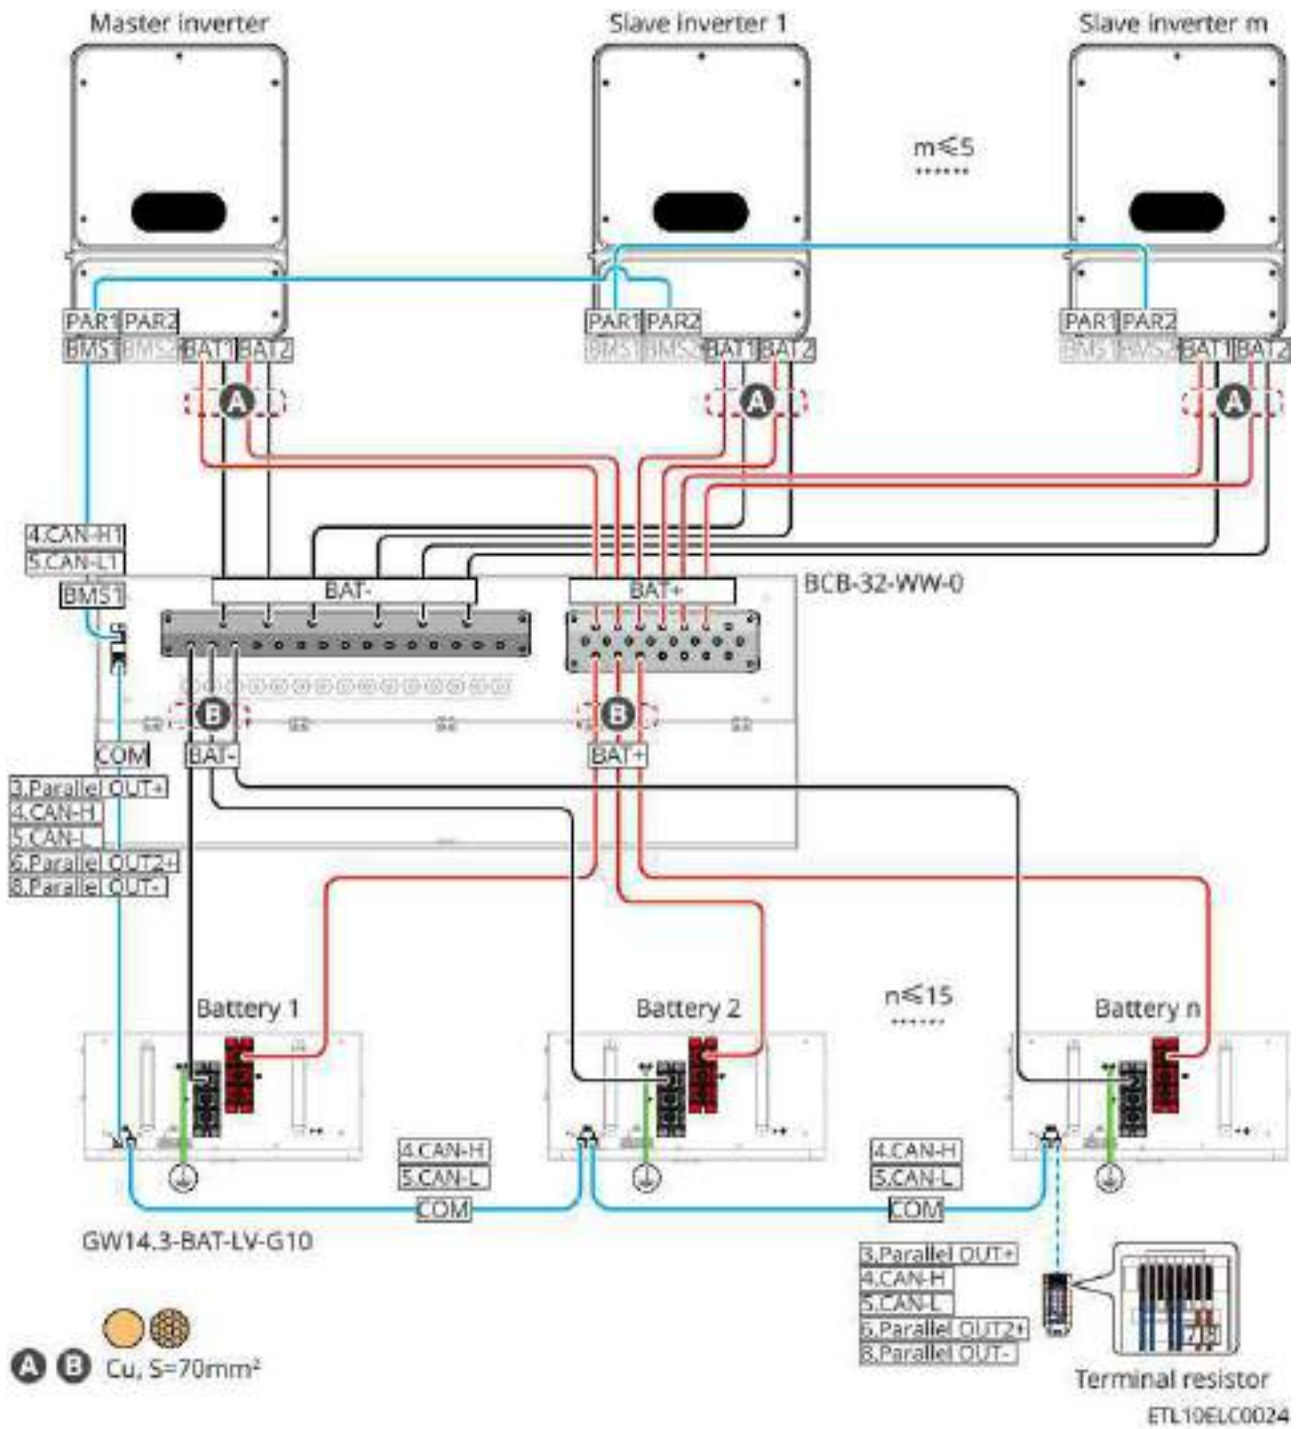 Master inverter
Slave inverter 1
Slave inverter m
m≤5
......
PAR1 PAR2
PAR1 PAR2
PAR1 PAR2
BMS1 BMS2 BAT1 BAT2
BMS1 BMS2 BAT1 BAT2
BMS1 BMS2 BAT1 BAT2
A
A
A
4.CAN-H1
5.CAN-L1
BMS1
BAT-
BAT+
BCB-32-WW-0
B
B
COM
BAT-
BAT+
3.Parallel OUT+
4.CAN-H
5.CAN-L
6.Parallel OUT2+
8.Parallel OUT-
n≤15
......
Battery 1
Battery 2
Battery n
4.CAN-H
5.CAN-L
COM
4.CAN-H
5.CAN-L
COM
GW14.3-BAT-LV-G10
3.Parallel OUT+
4.CAN-H
5.CAN-L
6.Parallel OUT2+
8.Parallel OUT-
7 8
Terminal resistor
A B Cu, S=70mm²
ETL10ELC0024